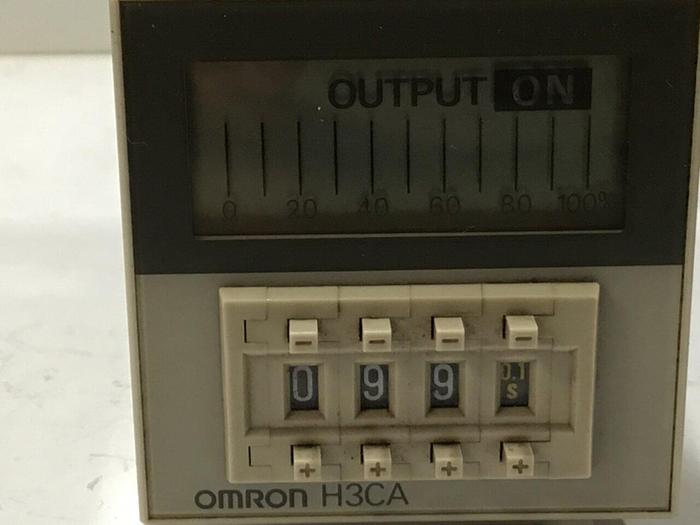 OUTPUT ON
0 20 40 60 80 100%
- - - -
0 9 9 0.1 s
+ + + +
OMRON H3CA